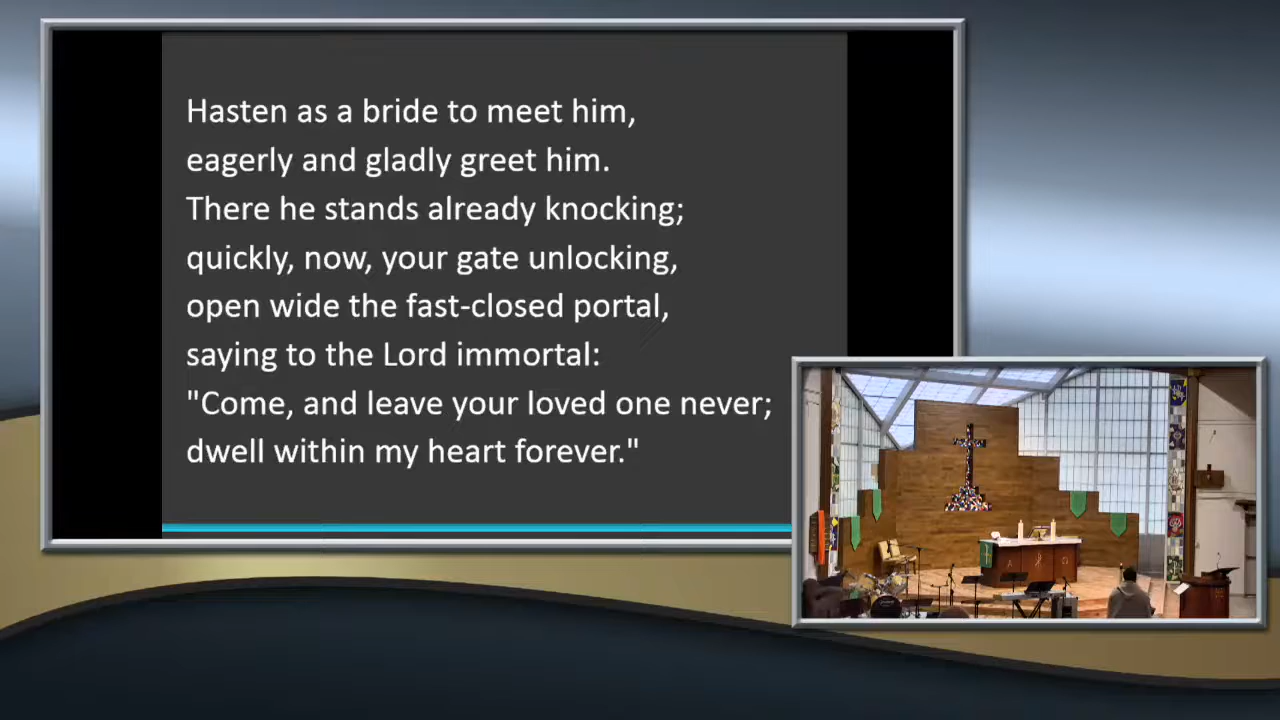 Hasten as a bride to meet him,
eagerly and gladly greet him.
There he stands already knocking;
quickly, now, your gate unlocking,
open wide the fast-closed portal,
saying to the Lord immortal:
"Come, and leave your loved one never;
dwell within my heart forever."